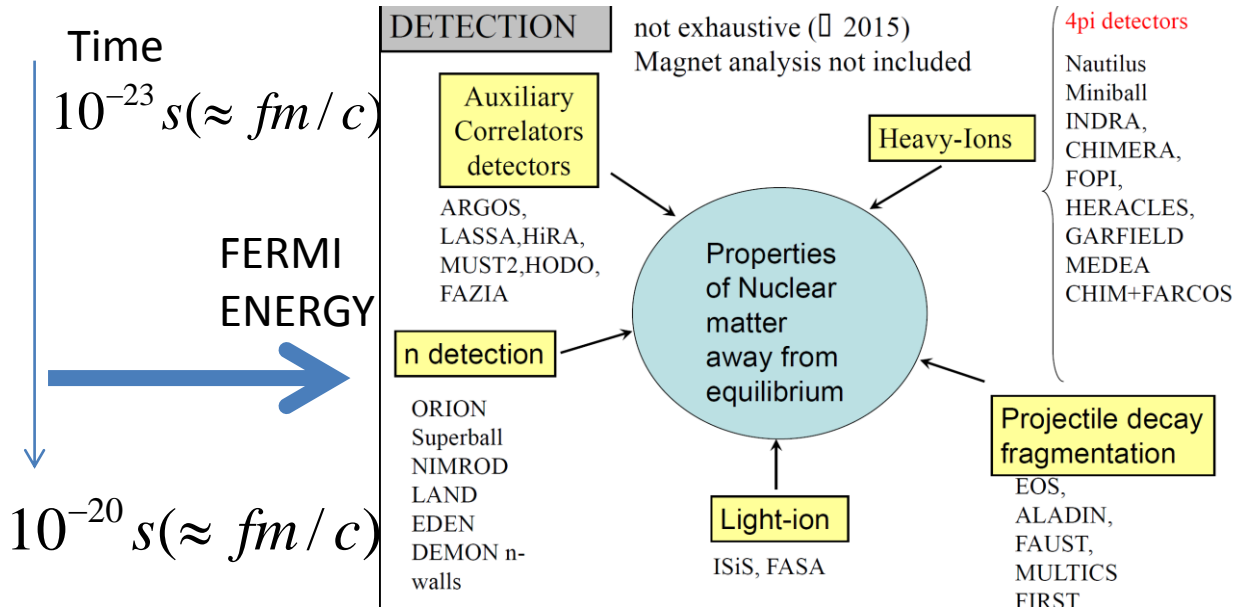 Time
10⁻²³ s(≈ fm/c)
FERMI
ENERGY
10⁻²⁰ s(≈ fm/c)
DETECTION
not exhaustive (▯ 2015)
Magnet analysis not included
Auxiliary
Correlators
detectors
ARGOS,
LASSA,HiRA,
MUST2,HODO,
FAZIA
n detection
ORION
Superball
NIMROD
LAND
EDEN
DEMON n-
walls
Properties
of Nuclear
matter
away from
equilibrium
Light-ion
ISiS, FASA
Heavy-Ions
4pi detectors
Nautilus
Miniball
INDRA,
CHIMERA,
FOPI,
HERACLES,
GARFIELD
MEDEA
CHIM+FARCOS
Projectile decay
fragmentation
EOS,
ALADIN,
FAUST,
MULTICS
FIRST